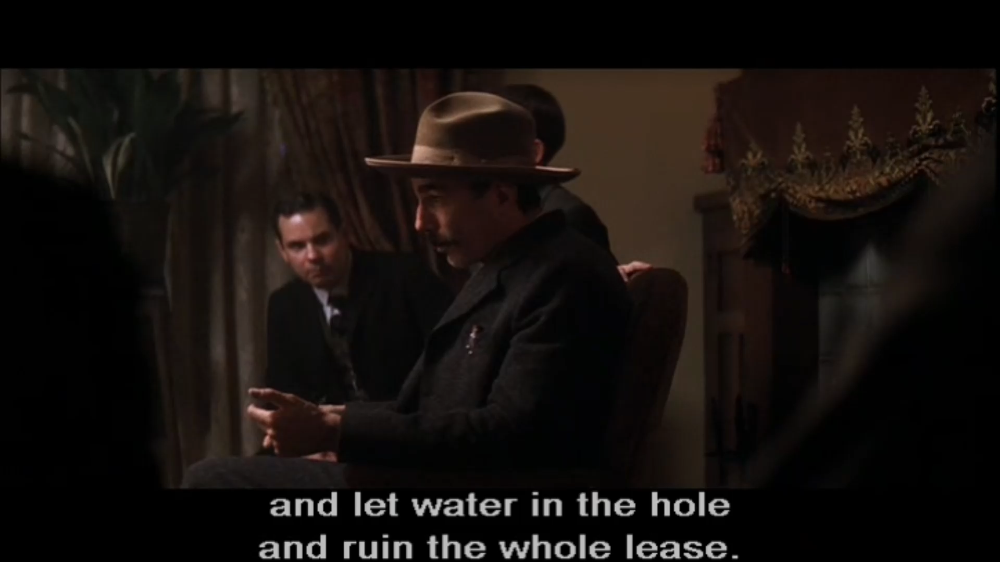 and let water in the hole
and ruin the whole lease.